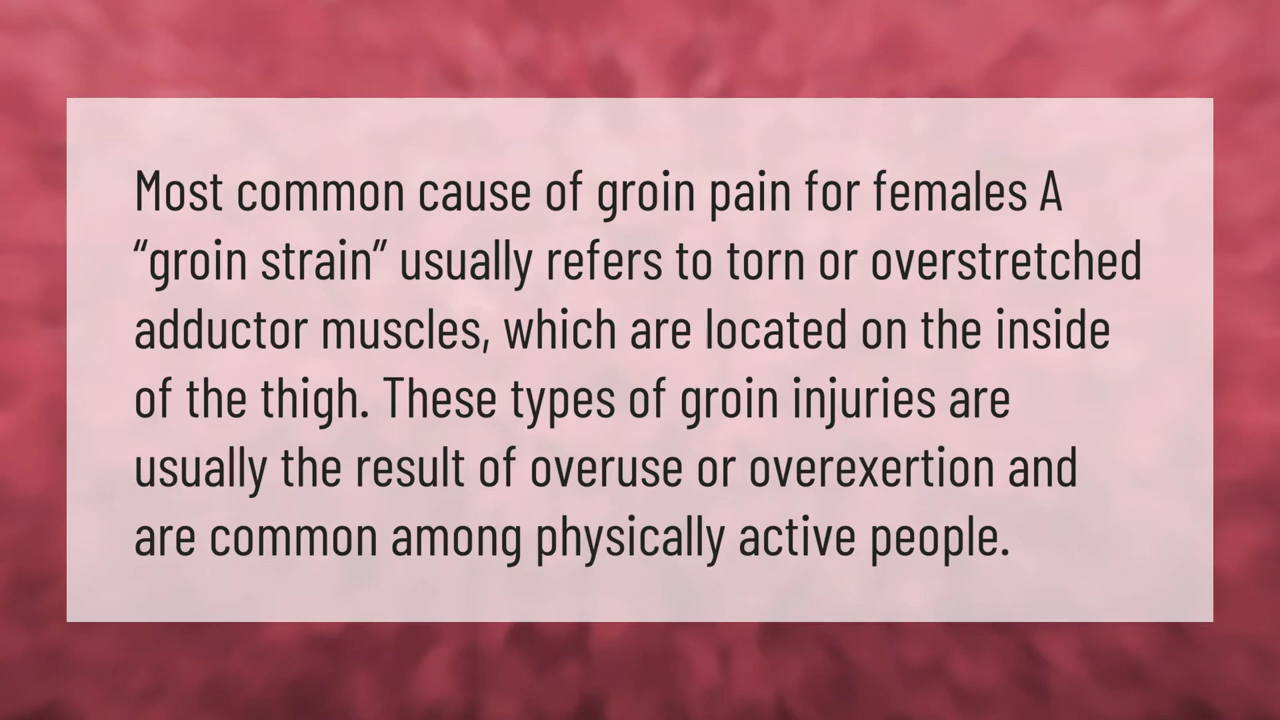 Most common cause of groin pain for females A
“groin strain” usually refers to torn or overstretched
adductor muscles, which are located on the inside
of the thigh. These types of groin injuries are
usually the result of overuse or overexertion and
are common among physically active people.